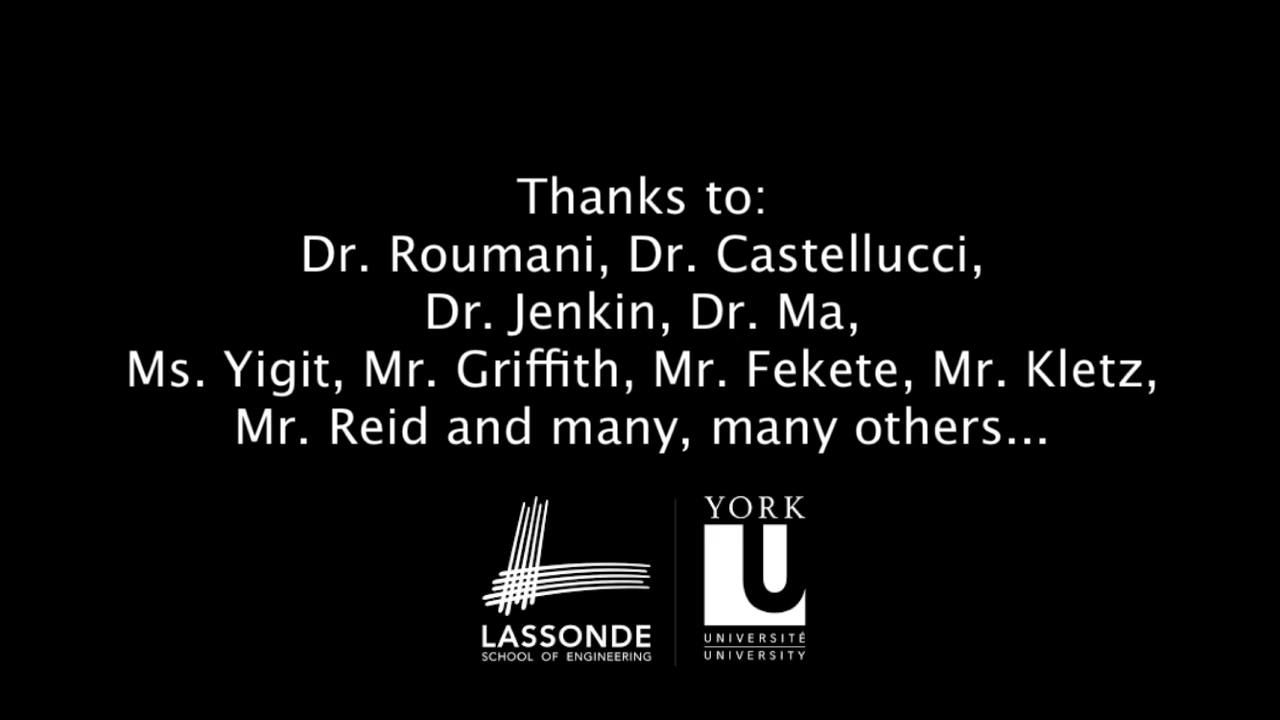 Thanks to:
Dr. Roumani, Dr. Castellucci,
Dr. Jenkin, Dr. Ma,
Ms. Yigit, Mr. Griffith, Mr. Fekete, Mr. Kletz,
Mr. Reid and many, many others...
LASSONDE
SCHOOL OF ENGINEERING
YORK
U
UNIVERSITÉ
UNIVERSITY